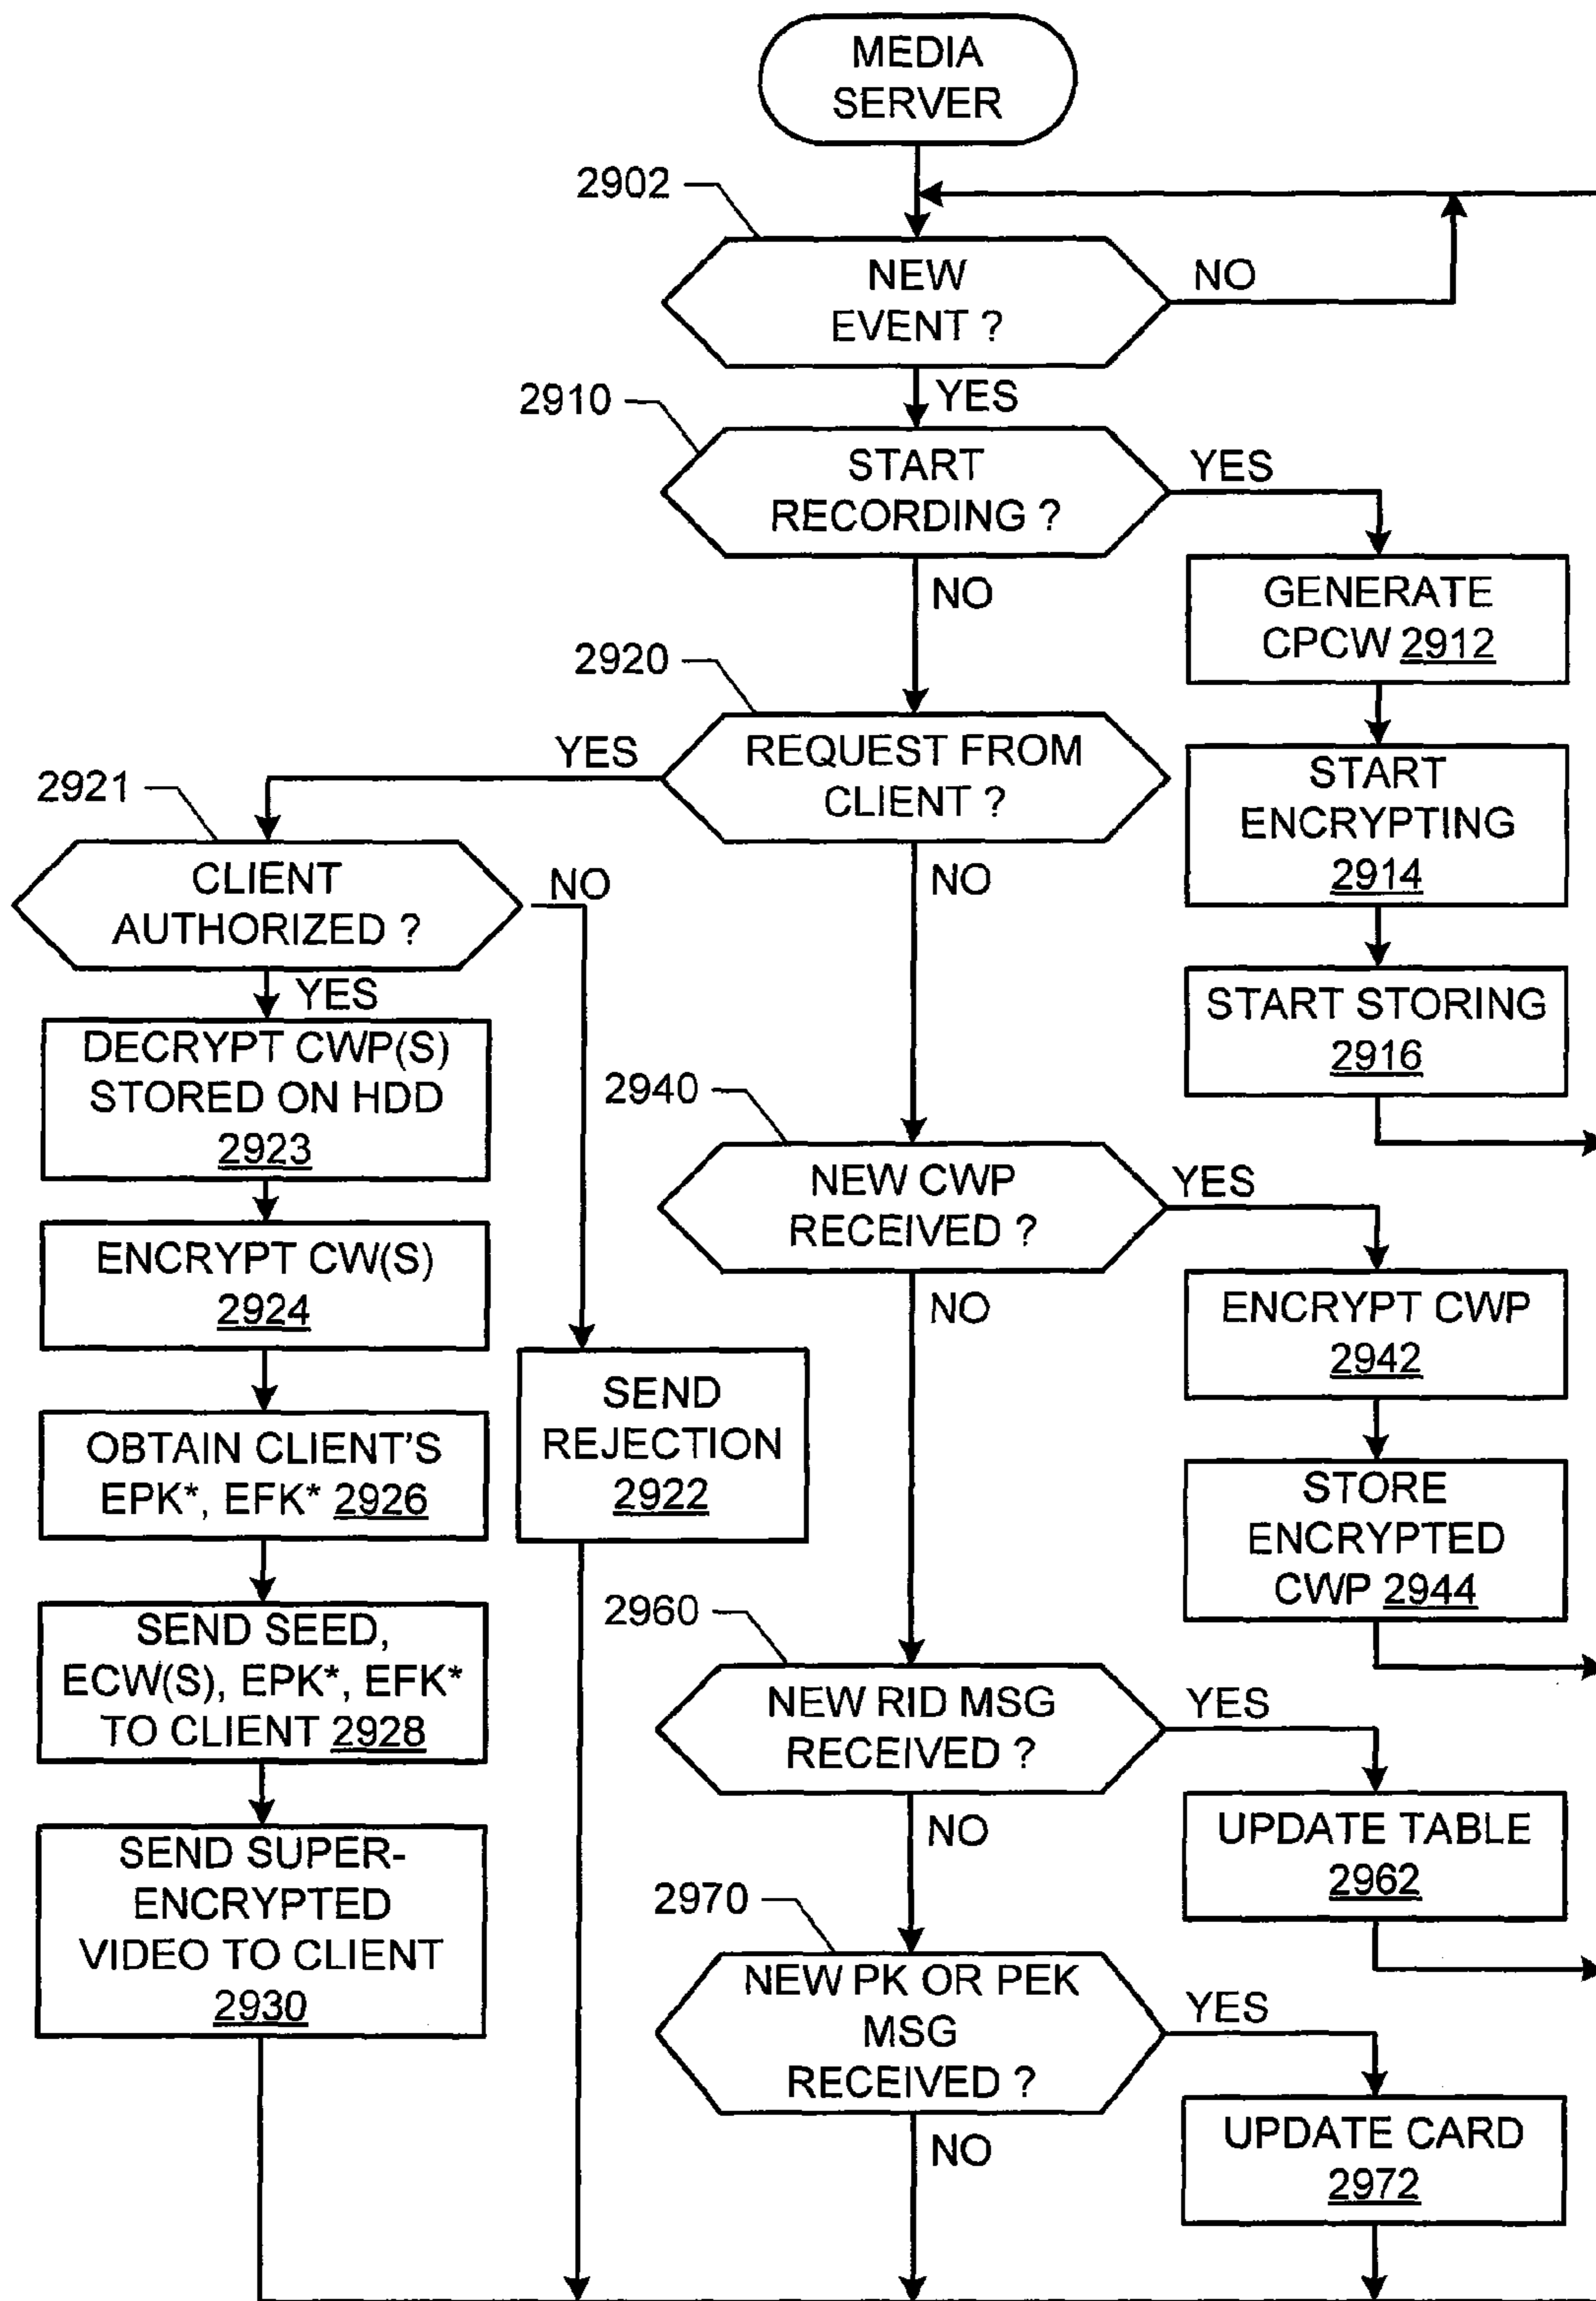 MEDIA
SERVER
2902
NEW
EVENT ?
NO
YES
2910
START
RECORDING ?
YES
NO
GENERATE
CPCW 2912
2920
REQUEST FROM
CLIENT ?
YES
START
ENCRYPTING
2914
2921
CLIENT
AUTHORIZED ?
NO
NO
START STORING
2916
YES
DECRYPT CWP(S)
STORED ON HDD
2923
2940
NEW CWP
RECEIVED ?
YES
ENCRYPT CW(S)
2924
NO
ENCRYPT CWP
2942
SEND
REJECTION
2922
OBTAIN CLIENT'S
EPK*, EFK* 2926
STORE
ENCRYPTED
CWP 2944
2960
SEND SEED,
ECW(S), EPK*, EFK*
TO CLIENT 2928
NEW RID MSG
RECEIVED ?
YES
NO
UPDATE TABLE
2962
SEND SUPER-
ENCRYPTED
VIDEO TO CLIENT
2930
2970
NEW PK OR PEK
MSG
RECEIVED ?
YES
NO
UPDATE CARD
2972